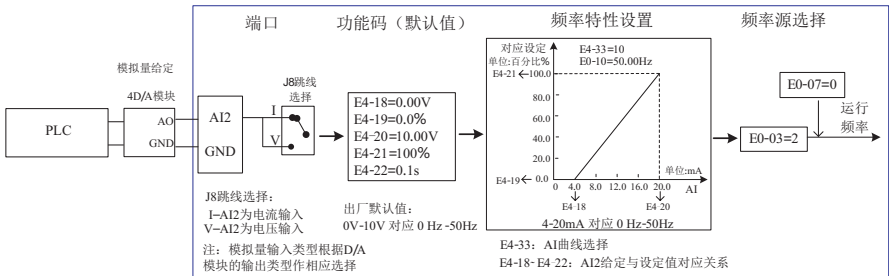 端口
功能码（默认值）
频率特性设置
频率源选择
模拟量给定
4D/A模块
PLC
AO
GND
AI2
GND
I
V
J8跳线
选择
E4-18=0.00V
E4-19=0.0%
E4-20=10.00V
E4-21=100%
E4-22=0.1s
对应设定
单位:百分比%
E4-33=10
E0-10=50.00Hz
E4-21
100.0
80.0
60.0
40.0
20.0
E4-19
0.0
0 4.0 8.0 12.0 16.0 20.0
单位:mA
AI
E4-18
E4-20
4-20mA 对应 0 Hz-50Hz
E0-07=0
E0-03=2
运行
频率
J8跳线选择：
I–AI2为电流输入
V–AI2为电压输入
注：模拟量输入类型根据D/A
模块的输出类型作相应选择
出厂默认值：
0V-10V 对应 0 Hz -50Hz
E4-33：AI曲线选择
E4-18- E4-22：AI2给定与设定值对应关系